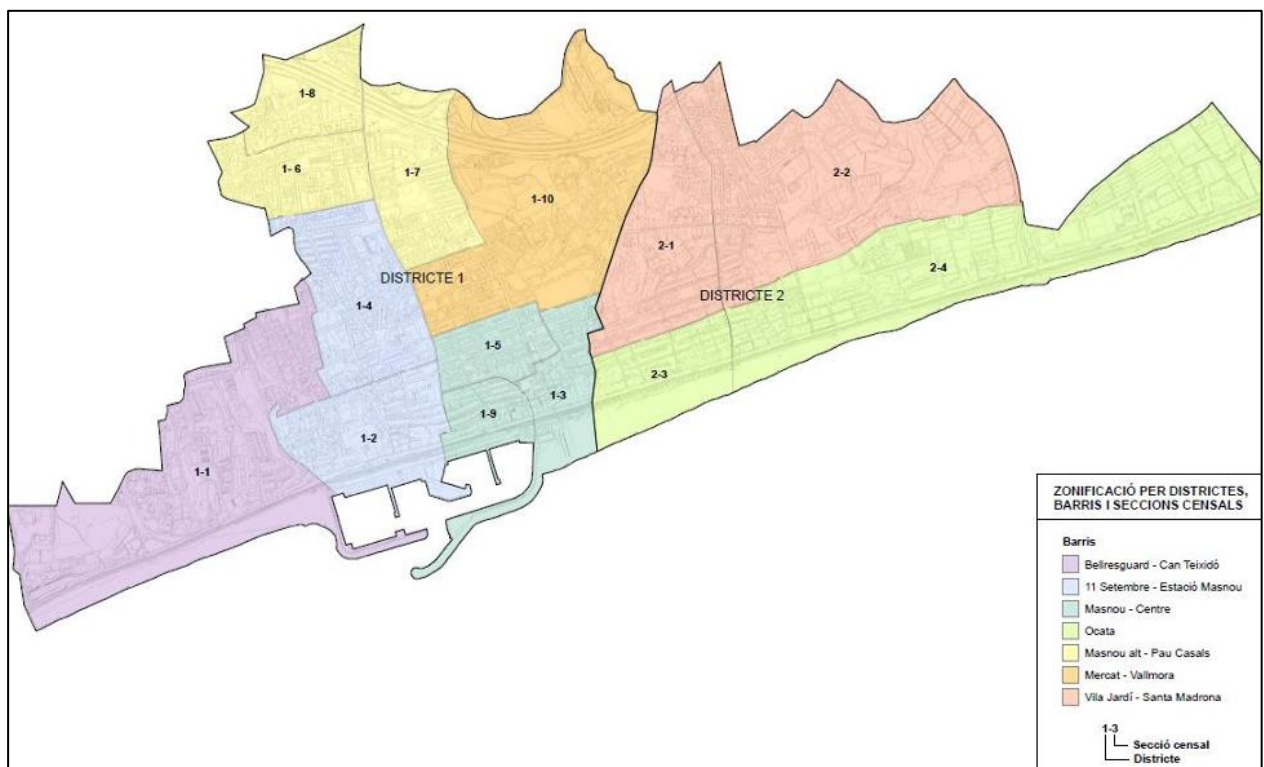 1-8
1- 6
1-7
1-10
2-2
2-1
DISTRICTE 1
2-4
DISTRICTE 2
1-4
1-5
2-3
1-3
1-9
1-2
1-1
ZONIFICACIÓ PER DISTRICTES,
BARRIS I SECCIONS CENSALS
Barris
Bellresguard - Can Teixidó
11 Setembre - Estació Masnou
Masnou - Centre
Ocata
Masnou alt - Pau Casals
Mercat - Vallmora
Vila Jardí - Santa Madrona
1-3
Secció censal
Districte